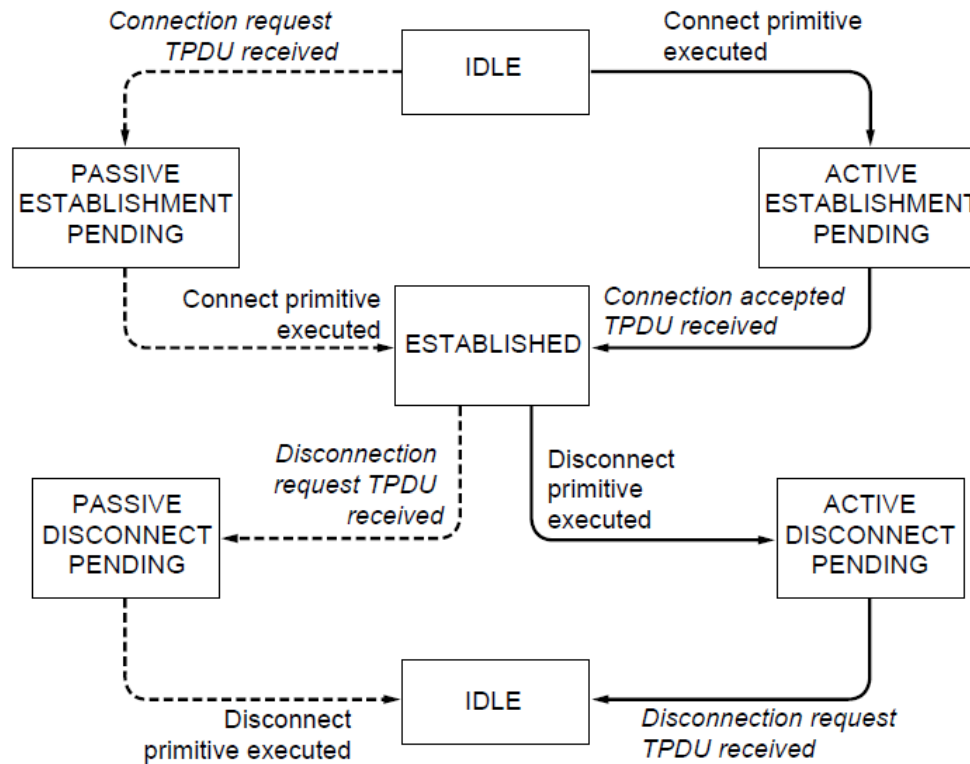 Connection request
TPDU received
IDLE
Connect primitive
executed
PASSIVE
ESTABLISHMENT
PENDING
ACTIVE
ESTABLISHMENT
PENDING
Connect primitive
executed
ESTABLISHED
Connection accepted
TPDU received
Disconnection
request TPDU
received
Disconnect
primitive
executed
PASSIVE
DISCONNECT
PENDING
ACTIVE
DISCONNECT
PENDING
IDLE
Disconnect
primitive executed
Disconnection request
TPDU received